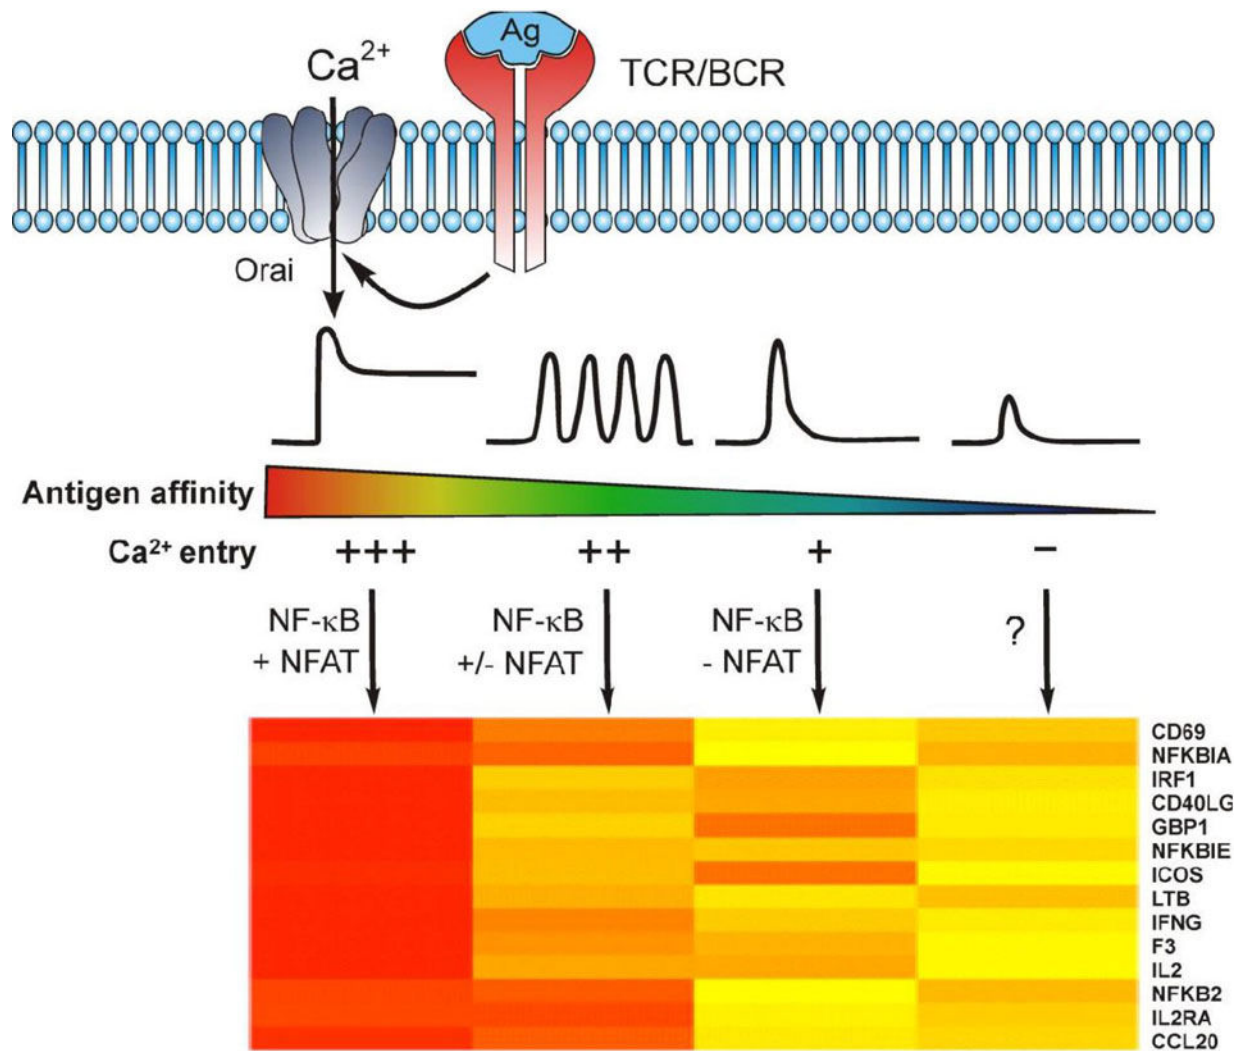 Ag
Ca2+
TCR/BCR
Orai
Antigen affinity
Ca2+ entry +++ ++ + −
NF-κB NF-κB NF-κB ?
+ NFAT +/- NFAT - NFAT
CD69
NFKBIA
IRF1
CD40LG
GBP1
NFKBIE
ICOS
LTB
IFNG
F3
IL2
NFKB2
IL2RA
CCL20